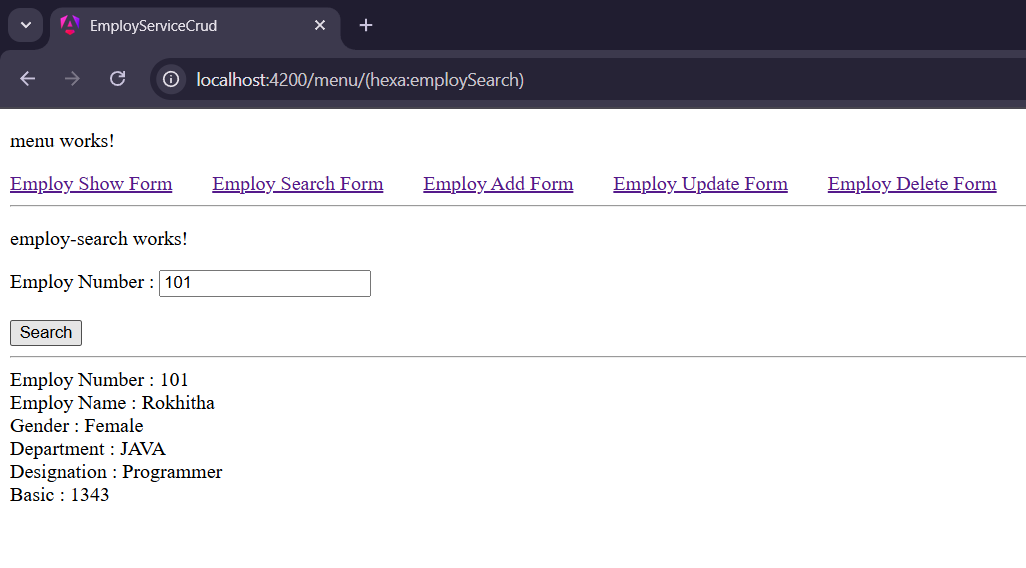 EmployServiceCrud
localhost:4200/menu/(hexa:employSearch)
menu works!
Employ Show Form Employ Search Form Employ Add Form Employ Update Form Employ Delete Form
employ-search works!
Employ Number : 101
Search
Employ Number : 101
Employ Name : Rokhitha
Gender : Female
Department : JAVA
Designation : Programmer
Basic : 1343